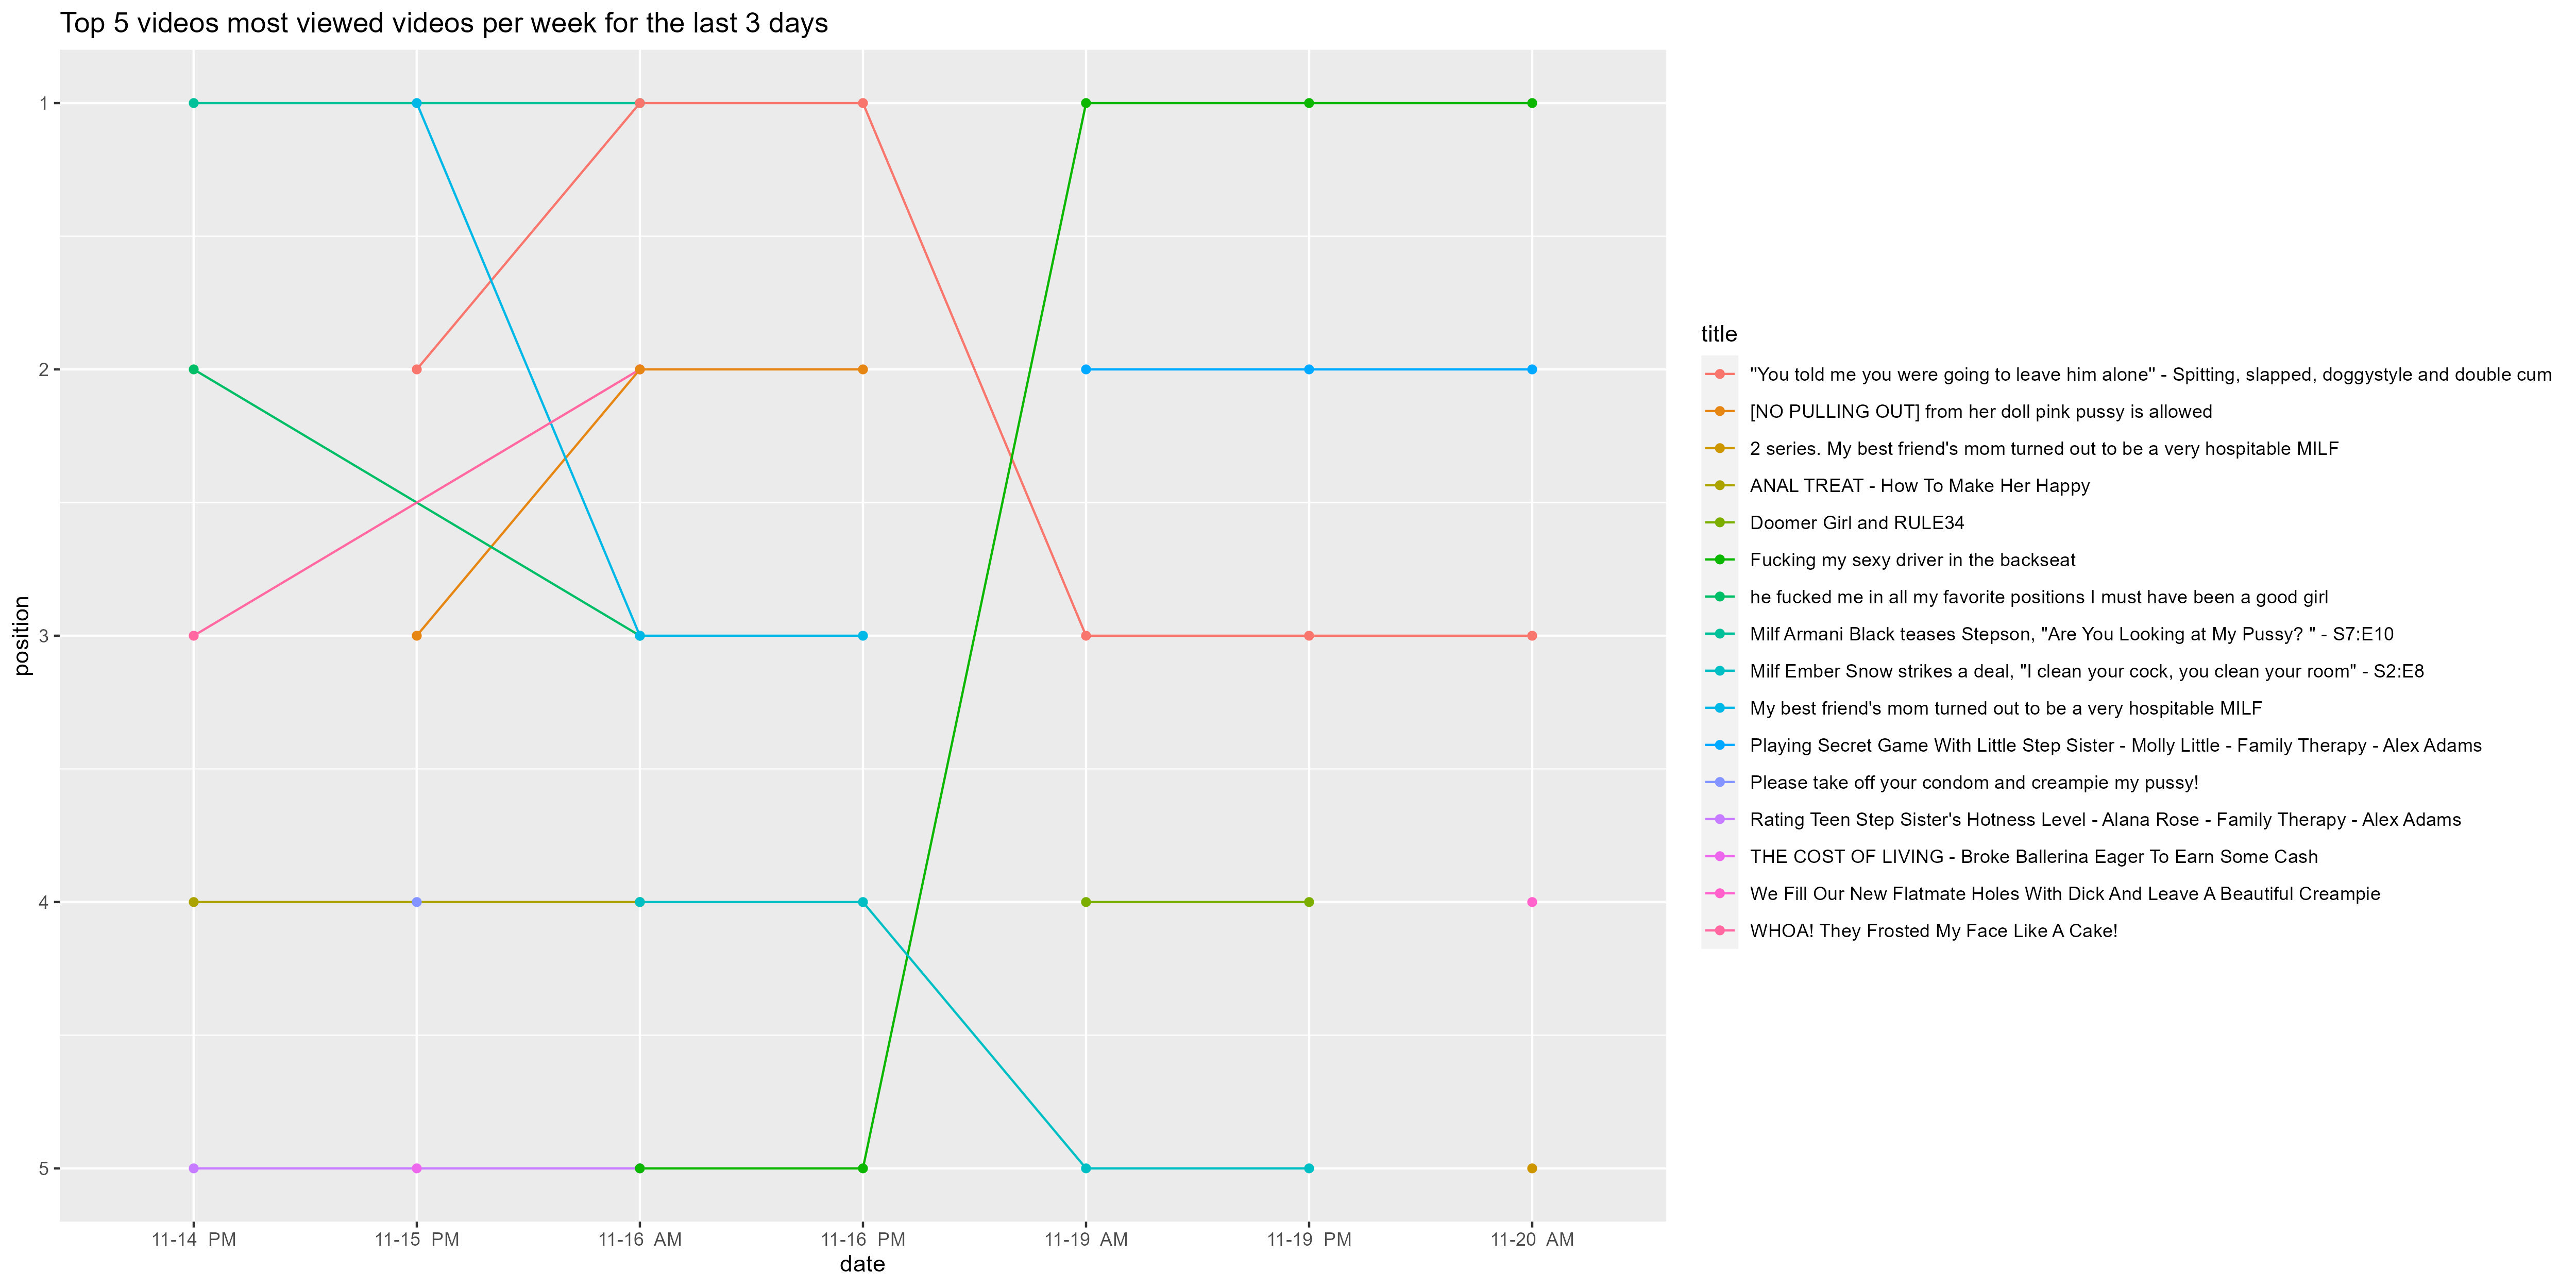 Top 5 videos most viewed videos per week for the last 3 days
position
1
2
3
4
5
11-14 PM
11-15 PM
11-16 AM
11-16 PM
11-19 AM
11-19 PM
11-20 AM
date
title
"You told me you were going to leave him alone" - Spitting, slapped, doggystyle and double cum
[NO PULLING OUT] from her doll pink pussy is allowed
2 series. My best friend's mom turned out to be a very hospitable MILF
ANAL TREAT - How To Make Her Happy
Doomer Girl and RULE34
Fucking my sexy driver in the backseat
he fucked me in all my favorite positions I must have been a good girl
Milf Armani Black teases Stepson, "Are You Looking at My Pussy? " - S7:E10
Milf Ember Snow strikes a deal, "I clean your cock, you clean your room" - S2:E8
My best friend's mom turned out to be a very hospitable MILF
Playing Secret Game With Little Step Sister - Molly Little - Family Therapy - Alex Adams
Please take off your condom and creampie my pussy!
Rating Teen Step Sister's Hotness Level - Alana Rose - Family Therapy - Alex Adams
THE COST OF LIVING - Broke Ballerina Eager To Earn Some Cash
We Fill Our New Flatmate Holes With Dick And Leave A Beautiful Creampie
WHOA! They Frosted My Face Like A Cake!